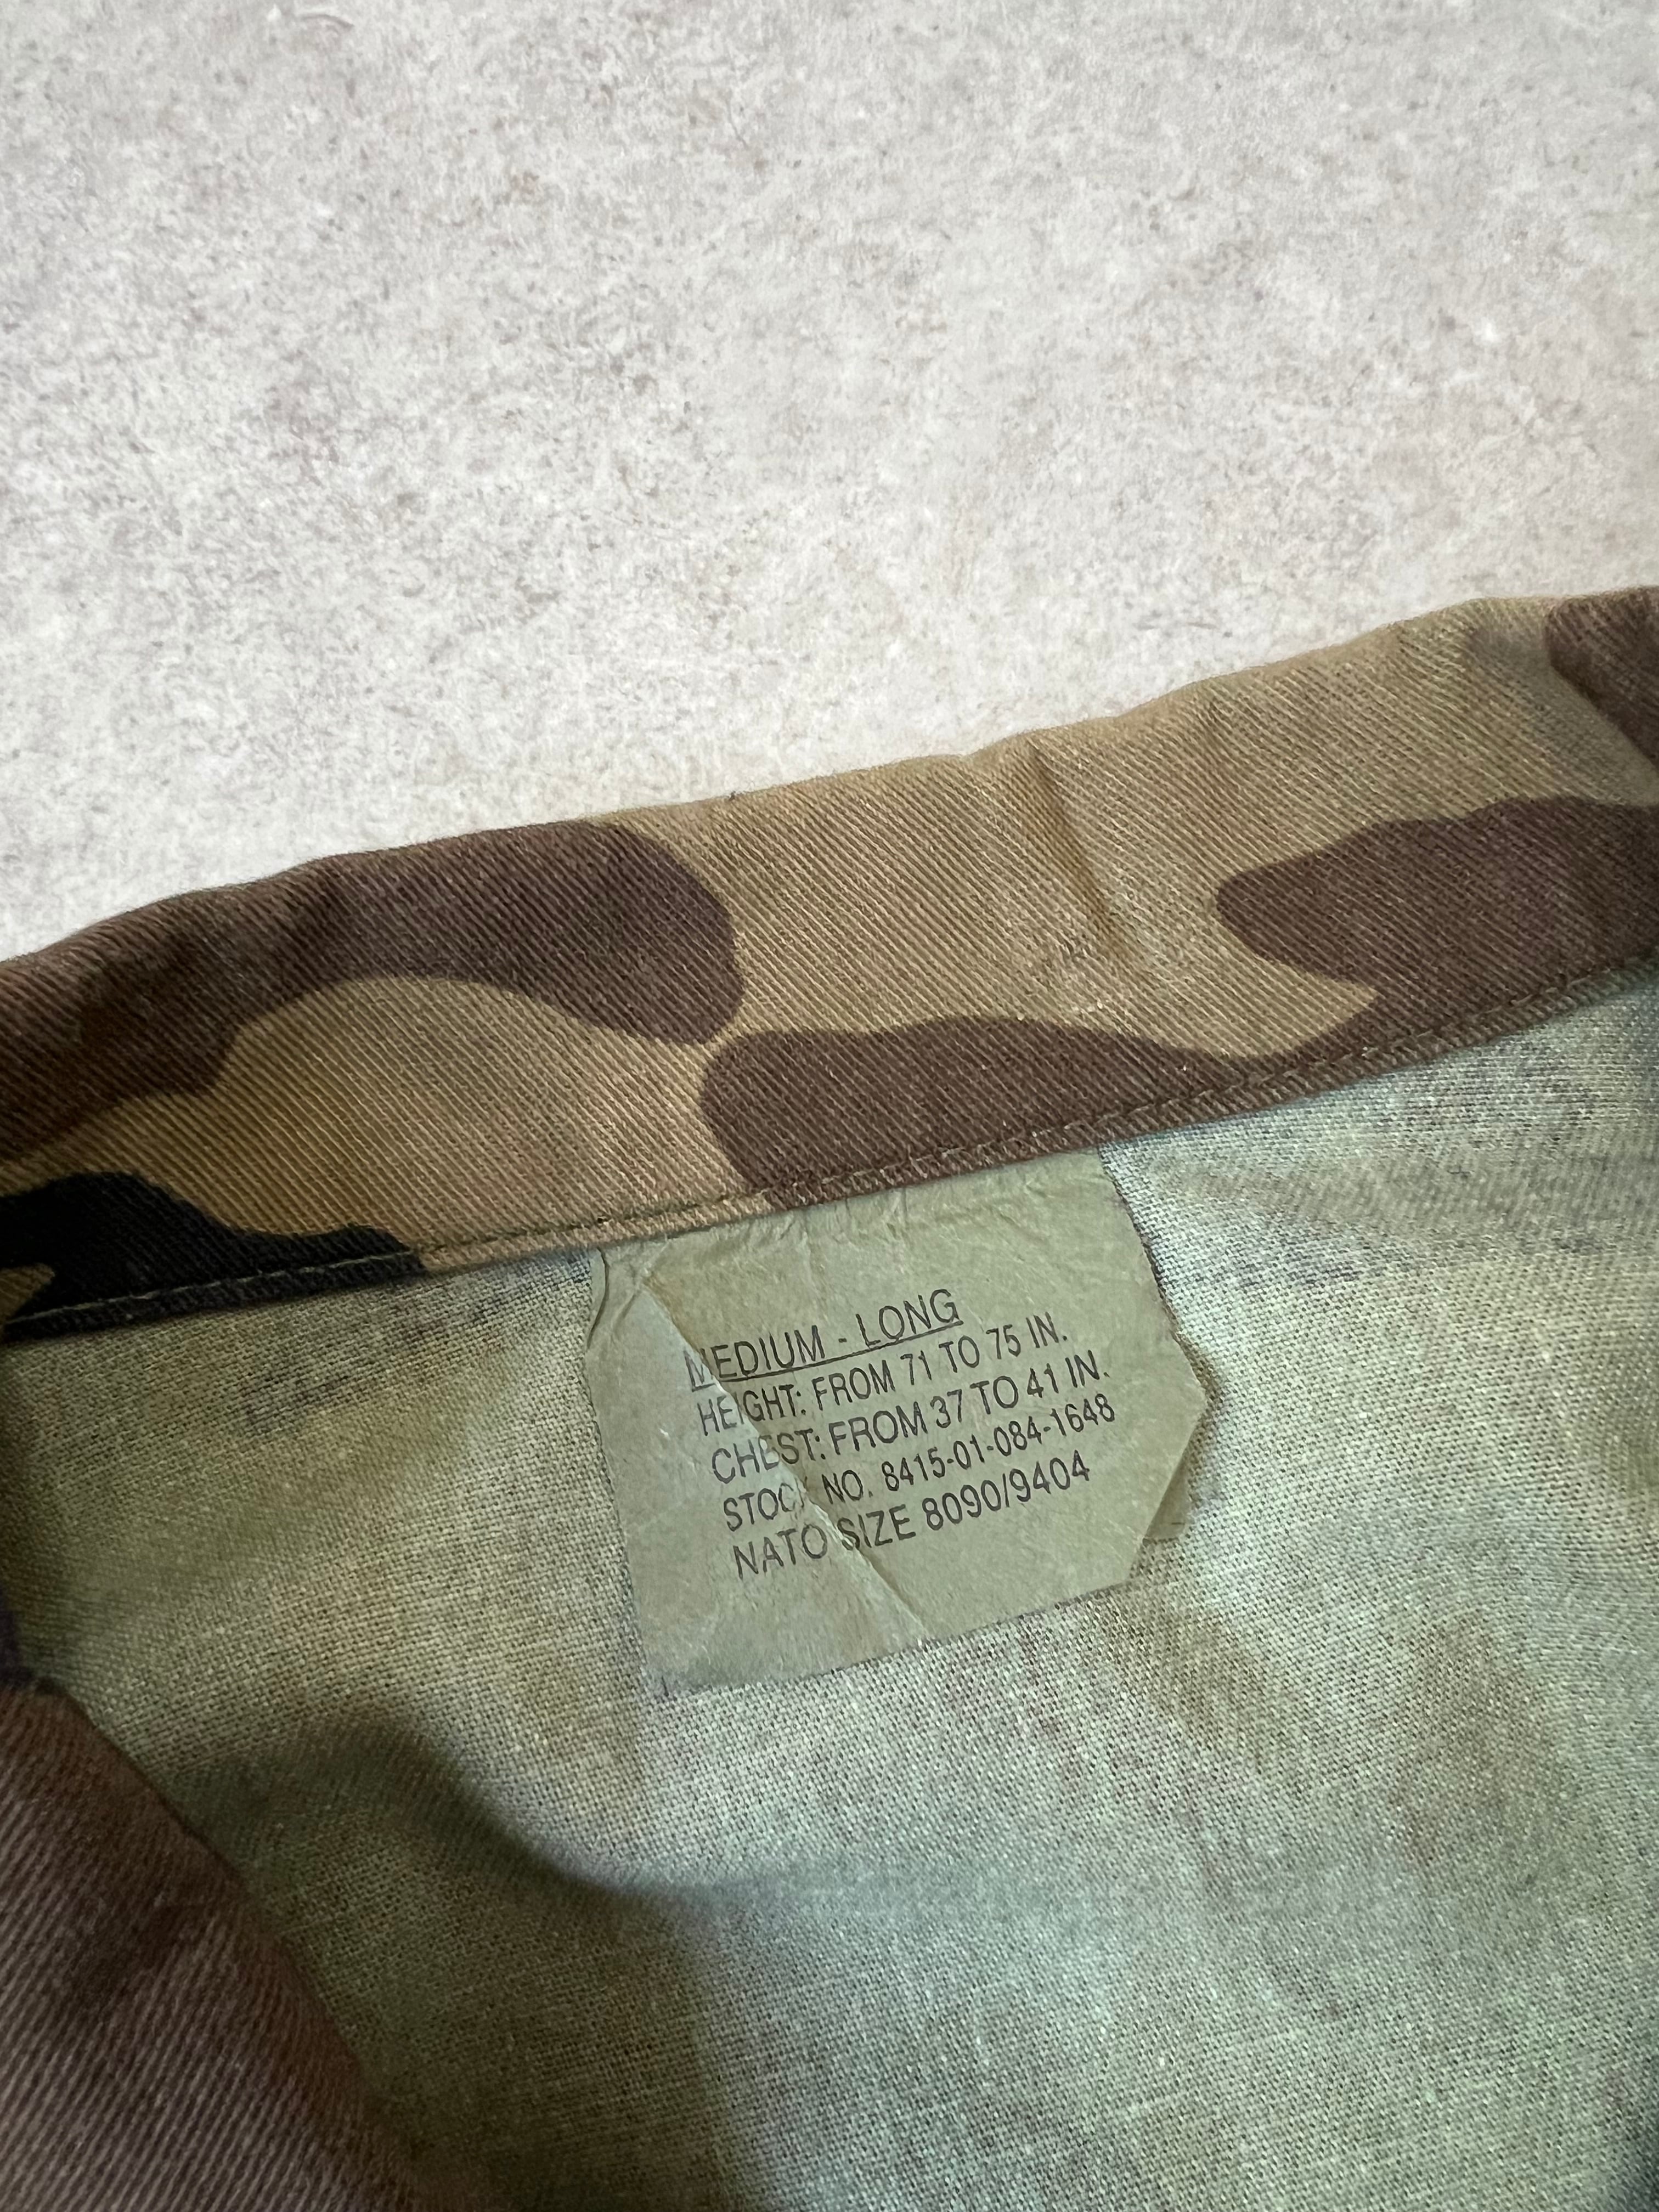 MEDIUM - LONG
HEIGHT: FROM 71 TO 75 IN.
CHEST: FROM 37 TO 41 IN.
STOCK NO. 8415-01-084-1648
NATO SIZE 8090/9404